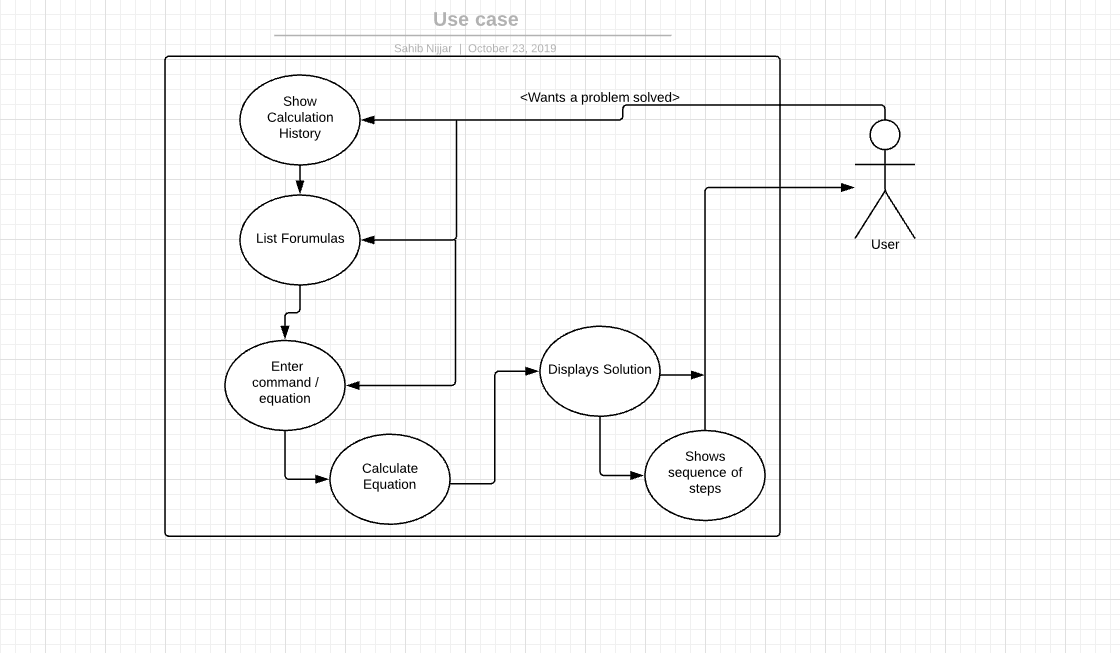 Use case
Sahib Nijjar | October 23, 2019
<Wants a problem solved>
Show
Calculation
History
List Forumulas
User
Enter
command /
equation
Displays Solution
Calculate
Equation
Shows
sequence of
steps